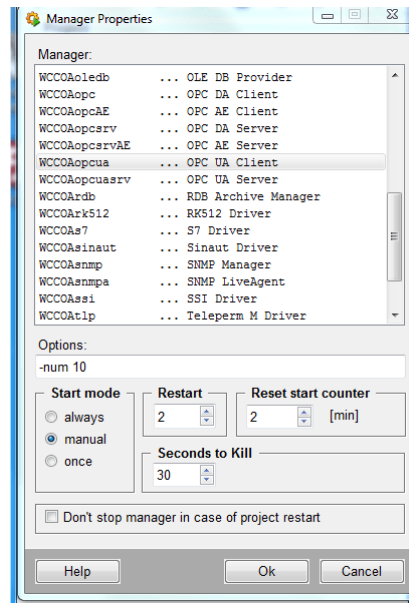 Manager Properties
Manager:
WCCOAoledb ... OLE DB Provider
WCCOAopc ... OPC DA Client
WCCOAopcAE ... OPC AE Client
WCCOAopcsrv ... OPC DA Server
WCCOAopcsrvAE ... OPC AE Server
WCCOAopcua ... OPC UA Client
WCCOAopcuasrv ... OPC UA Server
WCCOArdb ... RDB Archive Manager
WCCOArk512 ... RK512 Driver
WCCOAs7 ... S7 Driver
WCCOAsinaut ... Sinaut Driver
WCCOAsnmp ... SNMP Manager
WCCOAsnmpa ... SNMP LiveAgent
WCCOAssi ... SSI Driver
WCCOAtlp ... Teleperm M Driver
Options:
-num 10
Start mode Restart Reset start counter
always 2 2 [min]
manual
once
Seconds to Kill
30
Don't stop manager in case of project restart
Help Ok Cancel